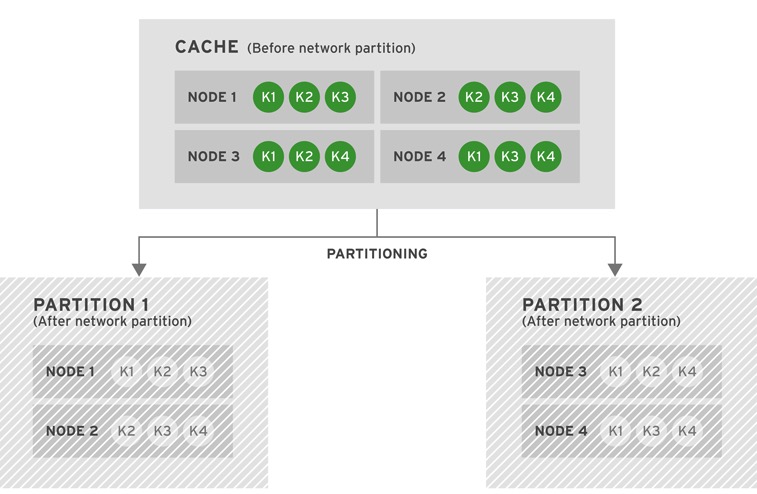 CACHE (Before network partition)
NODE 1 K1 K2 K3 NODE 2 K2 K3 K4
NODE 3 K1 K2 K4 NODE 4 K1 K3 K4
PARTITIONING
PARTITION 1
(After network partition)
NODE 1 K1 K2 K3
NODE 2 K2 K3 K4
PARTITION 2
(After network partition)
NODE 3 K1 K2 K4
NODE 4 K1 K3 K4